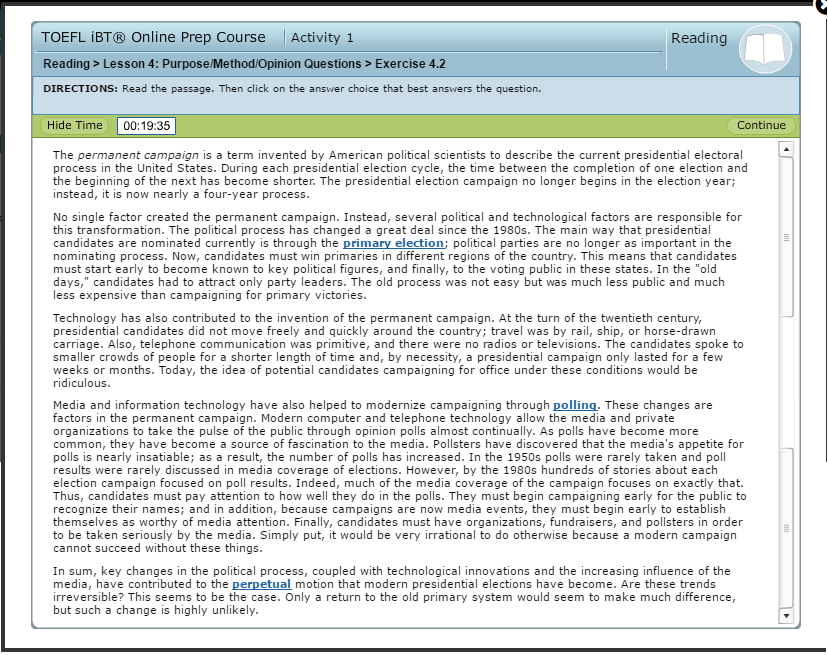 TOEFL iBT® Online Prep Course
Activity 1
Reading
Reading > Lesson 4: Purpose/Method/Opinion Questions > Exercise 4.2
DIRECTIONS: Read the passage. Then click on the answer choice that best answers the question.
Hide Time
00:19:35
Continue
The permanent campaign is a term invented by American political scientists to describe the current presidential electoral
process in the United States. During each presidential election cycle, the time between the completion of one election and
the beginning of the next has become shorter. The presidential election campaign no longer begins in the election year;
instead, it is now nearly a four-year process.
No single factor created the permanent campaign. Instead, several political and technological factors are responsible for
this transformation. The political process has changed a great deal since the 1980s. The main way that presidential
candidates are nominated currently is through the primary election; political parties are no longer as important in the
nominating process. Now, candidates must win primaries in different regions of the country. This means that candidates
must start early to become known to key political figures, and finally, to the voting public in these states. In the "old
days," candidates had to attract only party leaders. The old process was not easy but was much less public and much
less expensive than campaigning for primary victories.
Technology has also contributed to the invention of the permanent campaign. At the turn of the twentieth century,
presidential candidates did not move freely and quickly around the country; travel was by rail, ship, or horse-drawn
carriage. Also, telephone communication was primitive, and there were no radios or televisions. The candidates spoke to
smaller crowds of people for a shorter length of time and, by necessity, a presidential campaign only lasted for a few
weeks or months. Today, the idea of potential candidates campaigning for office under these conditions would be
ridiculous.
Media and information technology have also helped to modernize campaigning through polling. These changes are
factors in the permanent campaign. Modern computer and telephone technology allow the media and private
organizations to take the pulse of the public through opinion polls almost continually. As polls have become more
common, they have become a source of fascination to the media. Pollsters have discovered that the media's appetite for
polls is nearly insatiable; as a result, the number of polls has increased. In the 1950s polls were rarely taken and poll
results were rarely discussed in media coverage of elections. However, by the 1980s hundreds of stories about each
election campaign focused on poll results. Indeed, much of the media coverage of the campaign focuses on exactly that.
Thus, candidates must pay attention to how well they do in the polls. They must begin campaigning early for the public to
recognize their names; and in addition, because campaigns are now media events, they must begin early to establish
themselves as worthy of media attention. Finally, candidates must have organizations, fundraisers, and pollsters in order
to be taken seriously by the media. Simply put, it would be very irrational to do otherwise because a modern campaign
cannot succeed without these things.
In sum, key changes in the political process, coupled with technological innovations and the increasing influence of the
media, have contributed to the perpetual motion that modern presidential elections have become. Are these trends
irreversible? This seems to be the case. Only a return to the old primary system would seem to make much difference,
but such a change is highly unlikely.